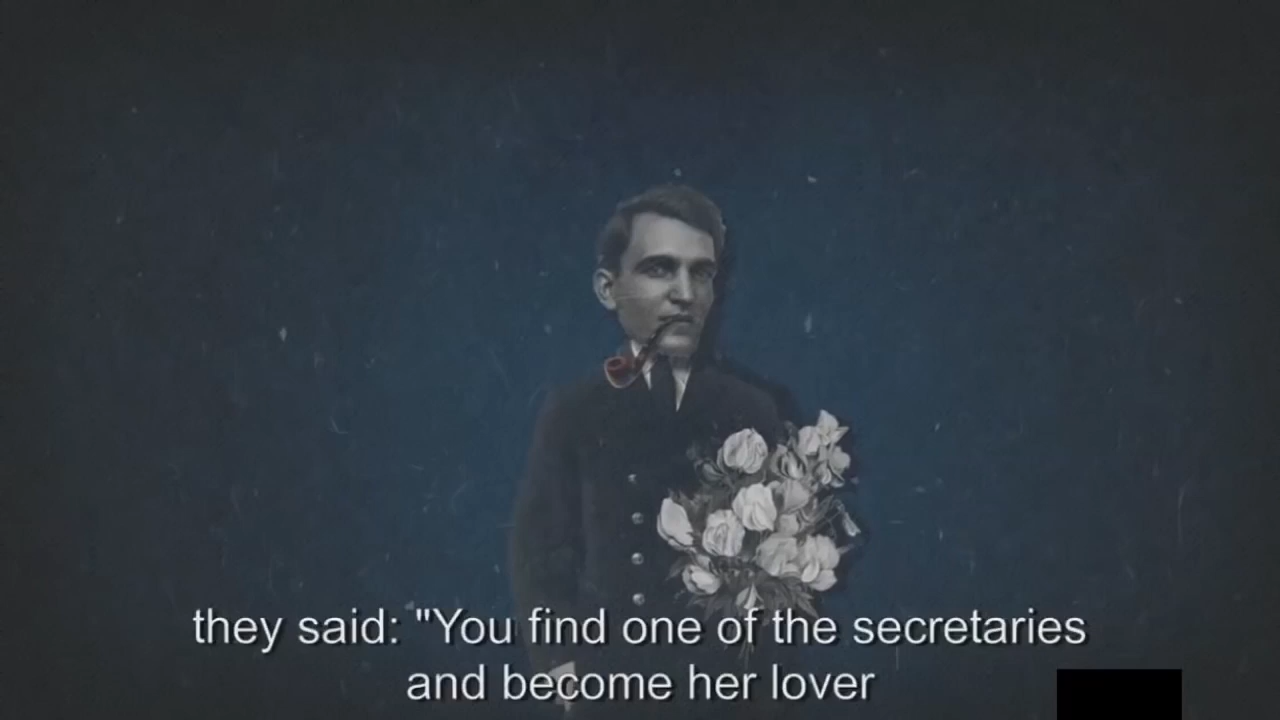 they said: "You find one of the secretaries
and become her lover